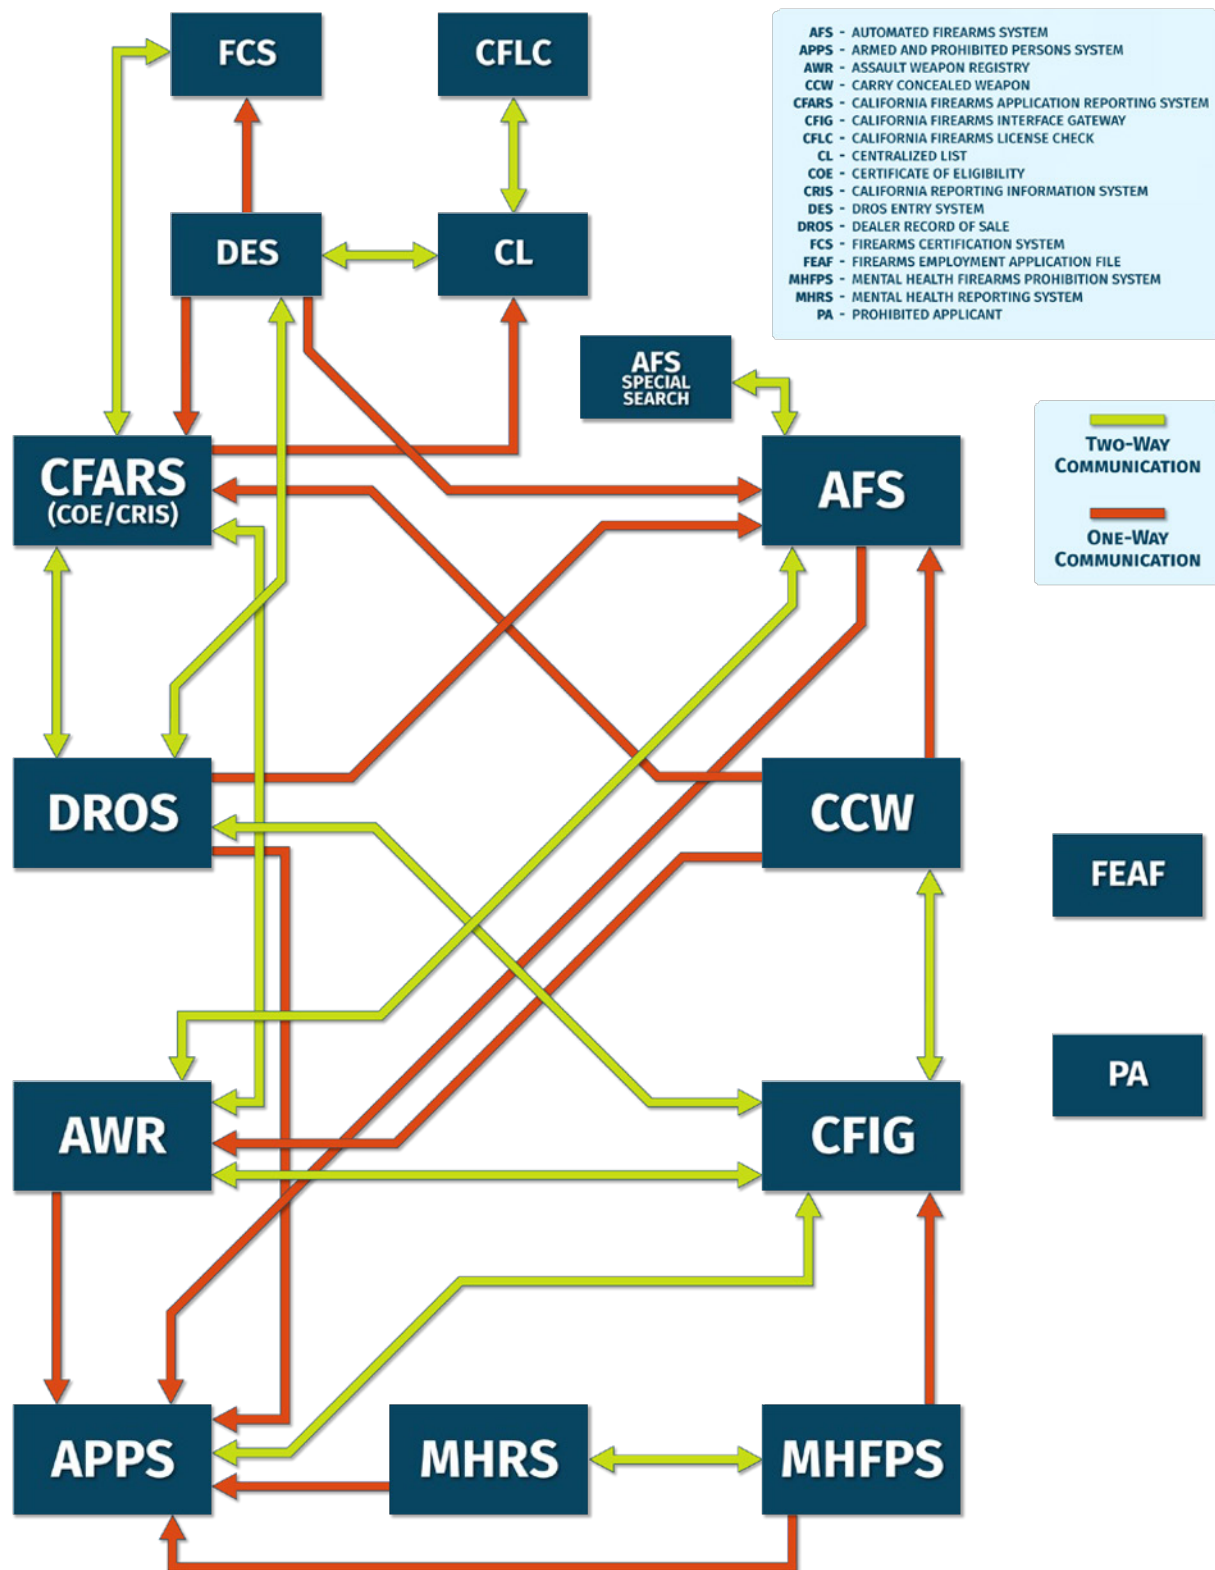 FCS
CFLC
AFS - AUTOMATED FIREARMS SYSTEM
APPS - ARMED AND PROHIBITED PERSONS SYSTEM
AWR - ASSAULT WEAPON REGISTRY
CCW - CARRY CONCEALED WEAPON
CFARS - CALIFORNIA FIREARMS APPLICATION REPORTING SYSTEM
CFIG - CALIFORNIA FIREARMS INTERFACE GATEWAY
CFLC - CALIFORNIA FIREARMS LICENSE CHECK
CL - CENTRALIZED LIST
COE - CERTIFICATE OF ELIGIBILITY
CRIS - CALIFORNIA REPORTING INFORMATION SYSTEM
DES - DROS ENTRY SYSTEM
DROS - DEALER RECORD OF SALE
FCS - FIREARMS CERTIFICATION SYSTEM
FEAF - FIREARMS EMPLOYMENT APPLICATION FILE
MHFPS - MENTAL HEALTH FIREARMS PROHIBITION SYSTEM
MHRS - MENTAL HEALTH REPORTING SYSTEM
PA - PROHIBITED APPLICANT
DES
CL
AFS
SPECIAL
SEARCH
TWO-WAY
COMMUNICATION
ONE-WAY
COMMUNICATION
CFARS
(COE/CRIS)
AFS
DROS
CCW
FEAF
PA
AWR
CFIG
APPS
MHRS
MHFPS